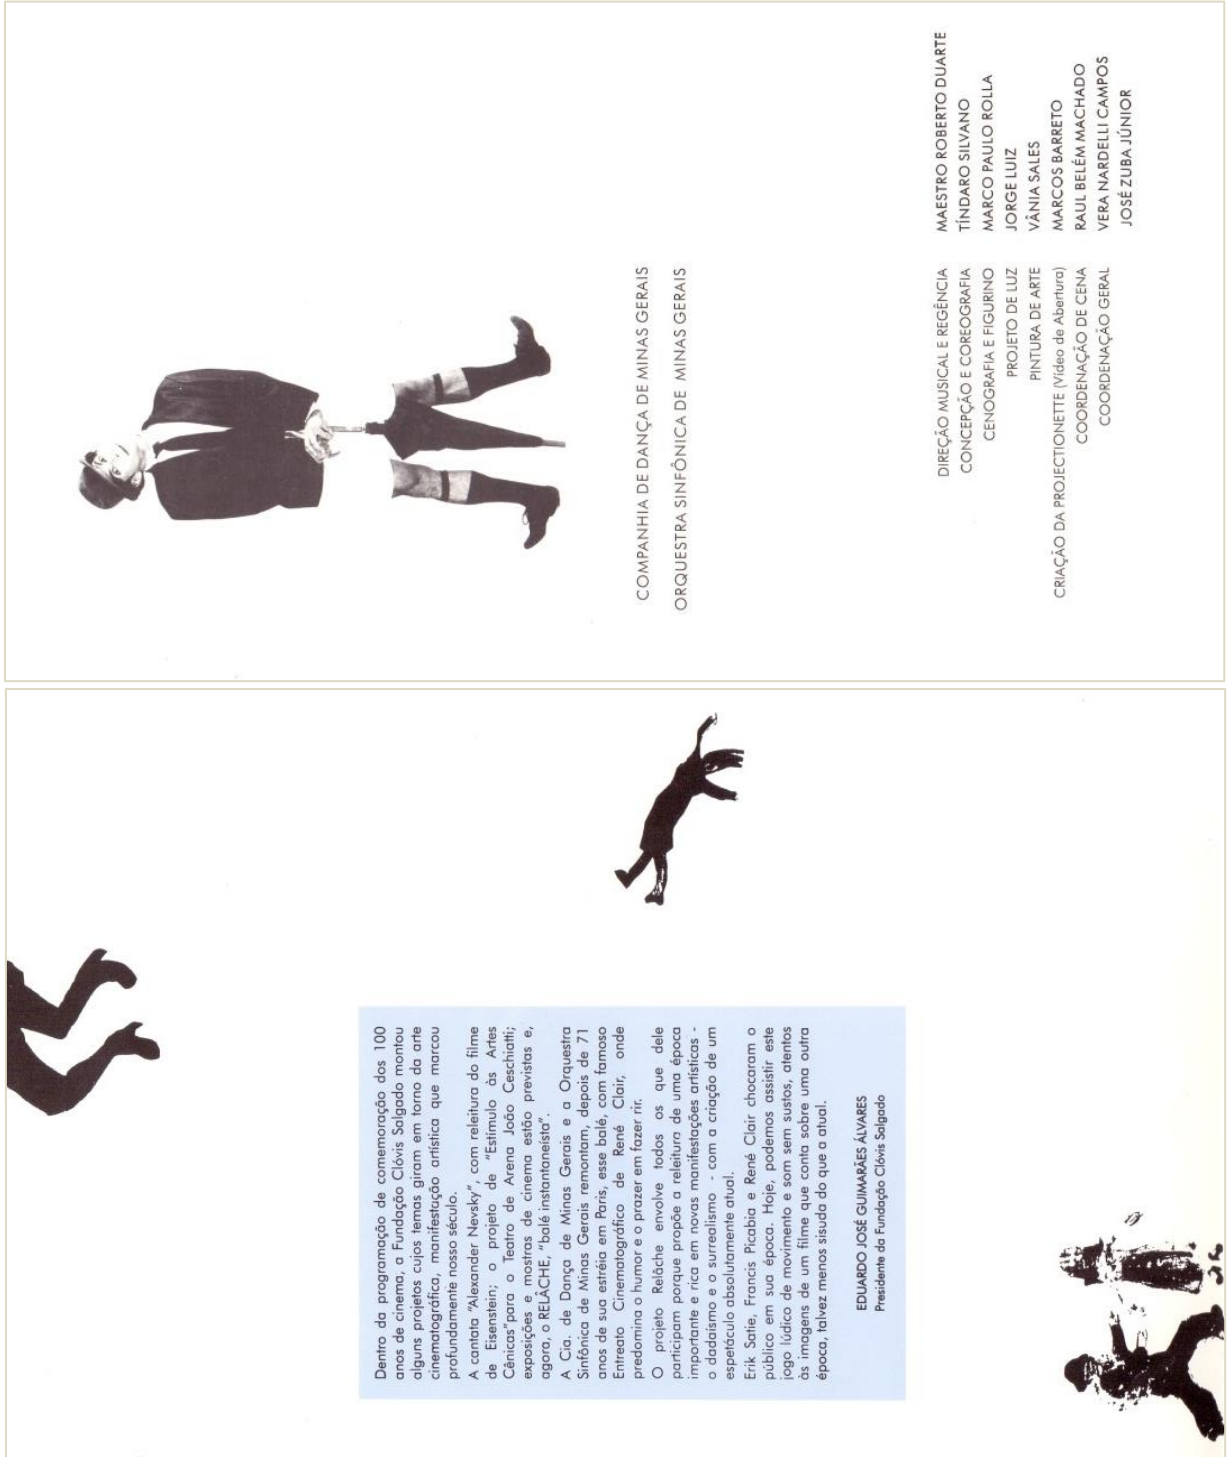 COMPANHIA DE DANÇA DE MINAS GERAIS
ORQUESTRA SINFÔNICA DE MINAS GERAIS
DIREÇÃO MUSICAL E REGÊNCIA MAESTRO ROBERTO DUARTE
CONCEPÇÃO E COREOGRAFIA TÍNDARO SILVANO
CENOGRAFIA E FIGURINO MARCO PAULO ROLLA
PROJETO DE LUZ JORGE LUIZ
PINTURA DE ARTE VÂNIA SALES
CRIAÇÃO DA PROJECTIONETTE (Vídeo de Abertura) MARCOS BARRETO
COORDENAÇÃO DE CENA RAUL BELÉM MACHADO
COORDENAÇÃO GERAL VERA NARDELLI CAMPOS
JOSÉ ZUBA JÚNIOR
Dentro da programação de comemoração dos 100
anos de cinema, a Fundação Clóvis Salgado montou
alguns projetos cujos temas giram em torno da arte
cinematográfica, manifestação artística que marcou
profundamente nosso século.
A cantata "Alexander Nevsky", com releitura do filme
de Eisenstein; o projeto de "Estímulo às Artes
Cênicas"para o Teatro de Arena João Ceschiatti;
exposições e mostras de cinema estão previstas e,
agora, o RELÂCHE, "balé instantaneísta".
A Cia. de Dança de Minas Gerais e a Orquestra
Sinfônica de Minas Gerais remontam, depois de 71
anos de sua estréia em Paris, esse balé, com famoso
Entreato Cinematográfico de René Clair, onde
predomina o humor e o prazer em fazer rir.
O projeto Relâche envolve todos os que dele
participam porque propõe a releitura de uma época
importante e rica em novas manifestações artísticas -
o dadaísmo e o surrealismo - com a criação de um
espetáculo absolutamente atual.
Erik Satie, Francis Picabia e René Clair chocaram o
público em sua época. Hoje, podemos assistir este
jogo lúdico de movimento e som sem sustos, atentos
às imagens de um filme que conta sobre uma outra
época, talvez menos sisuda do que a atual.
EDUARDO JOSÉ GUIMARÃES ÁLVARES
Presidente da Fundação Clóvis Salgado